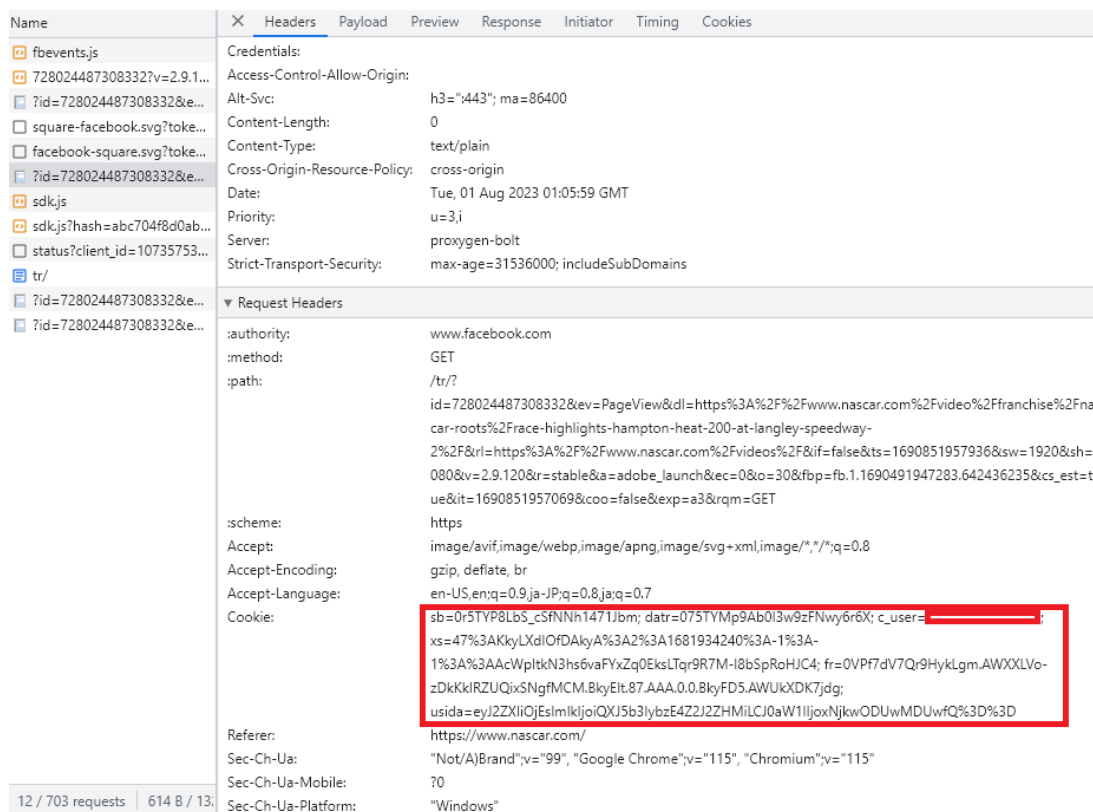 Name
fbevents.js
728024487308332?v=2.9.1...
?id=728024487308332&e...
square-facebook.svg?toke...
facebook-square.svg?toke...
?id=728024487308332&e...
sdk.js
sdk.js?hash=abc704f8d0ab...
status?client_id=10735753...
tr/
?id=728024487308332&e...
?id=728024487308332&e...
12 / 703 requests 614 B / 13.
Headers Payload Preview Response Initiator Timing Cookies
Credentials:
Access-Control-Allow-Origin:
Alt-Svc: h3=":443"; ma=86400
Content-Length: 0
Content-Type: text/plain
Cross-Origin-Resource-Policy: cross-origin
Date: Tue, 01 Aug 2023 01:05:59 GMT
Priority: u=3,i
Server: proxygen-bolt
Strict-Transport-Security: max-age=31536000; includeSubDomains
Request Headers
:authority: www.facebook.com
:method: GET
:path: /tr/?
id=728024487308332&ev=PageView&dl=https%3A%2F%2Fwww.nascar.com%2Fvideo%2Ffranchise%2Fna
car-roots%2Frace-highlights-hampton-heat-200-at-langley-speedway-
2%2F&rl=https%3A%2F%2Fwww.nascar.com%2Fvideos%2F&if=false&ts=1690851957936&sw=1920&sh=
080&v=2.9.120&r=stable&a=adobe_launch&ec=0&o=30&fbp=fb.1.1690491947283.642436235&cs_est=t
ue&it=1690851957069&coo=false&exp=a3&rqm=GET
:scheme: https
Accept: image/avif,image/webp,image/apng,image/svg+xml,image/*,*/*;q=0.8
Accept-Encoding: gzip, deflate, br
Accept-Language: en-US,en;q=0.9,ja-JP;q=0.8,ja;q=0.7
Cookie: sb=0r5TYP8LbS_cSfNNh1471Jbm; datr=075TYMp9Ab0I3w9zFNwy6r6X; c_user= ;
xs=47%3AKkyLXdIOfDAkyA%3A2%3A1681934240%3A-1%3A-
1%3A%3AAcWpItkN3hs6vaFYxZq0EksLTqr9R7M-I8bSpRoHJC4; fr=0VPf7dV7Qr9HykLgm.AWXXLVo-
zDkKkIRZUQixSNgfMCM.BkyElt.87.AAA.0.0.BkyFD5.AWUkXDK7jdg;
usida=eyJ2ZXIiOjEsImlkIjoiQXJ5b3IybzE4Z2J2ZHMiLCJ0aW1lIjoxNjkwODUwMDUwfQ%3D%3D
Referer: https://www.nascar.com/
Sec-Ch-Ua: "Not/A)Brand";v="99", "Google Chrome";v="115", "Chromium";v="115"
Sec-Ch-Ua-Mobile: ?0
Sec-Ch-Ua-Platform: "Windows"